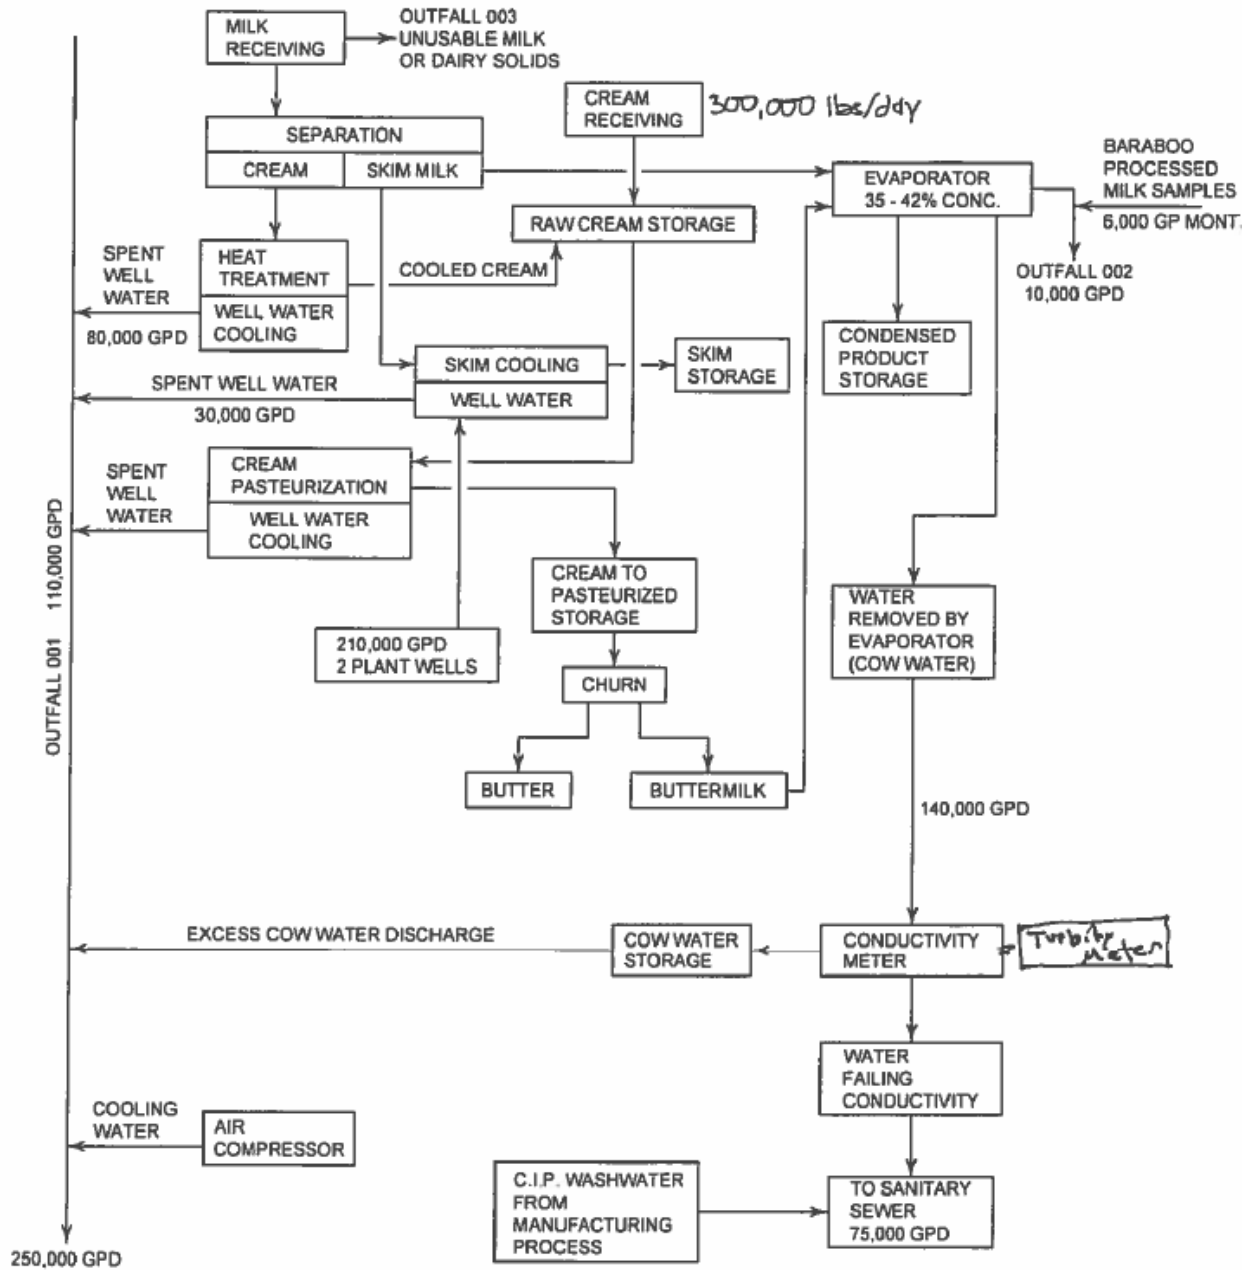 MILK
RECEIVING
OUTFALL 003
UNUSABLE MILK
OR DAIRY SOLIDS
CREAM
RECEIVING
300,000 lbs/day
SEPARATION
CREAM
SKIM MILK
BARABOO
PROCESSED
MILK SAMPLES
6,000 GP MONT.
EVAPORATOR
35 - 42% CONC.
RAW CREAM STORAGE
SPENT
WELL
WATER
80,000 GPD
HEAT
TREATMENT
WELL WATER
COOLING
COOLED CREAM
OUTFALL 002
10,000 GPD
CONDENSED
PRODUCT
STORAGE
SKIM COOLING
WELL WATER
SKIM
STORAGE
SPENT WELL WATER
30,000 GPD
SPENT
WELL
WATER
CREAM
PASTEURIZATION
WELL WATER
COOLING
OUTFALL 001 110,000 GPD
CREAM TO
PASTEURIZED
STORAGE
WATER
REMOVED BY
EVAPORATOR
(COW WATER)
210,000 GPD
2 PLANT WELLS
CHURN
BUTTER
BUTTERMILK
140,000 GPD
EXCESS COW WATER DISCHARGE
COW WATER
STORAGE
CONDUCTIVITY
METER
Meter
WATER
FAILING
CONDUCTIVITY
COOLING
WATER
AIR
COMPRESSOR
C.I.P. WASHWATER
FROM
MANUFACTURING
PROCESS
TO SANITARY
SEWER
75,000 GPD
250,000 GPD